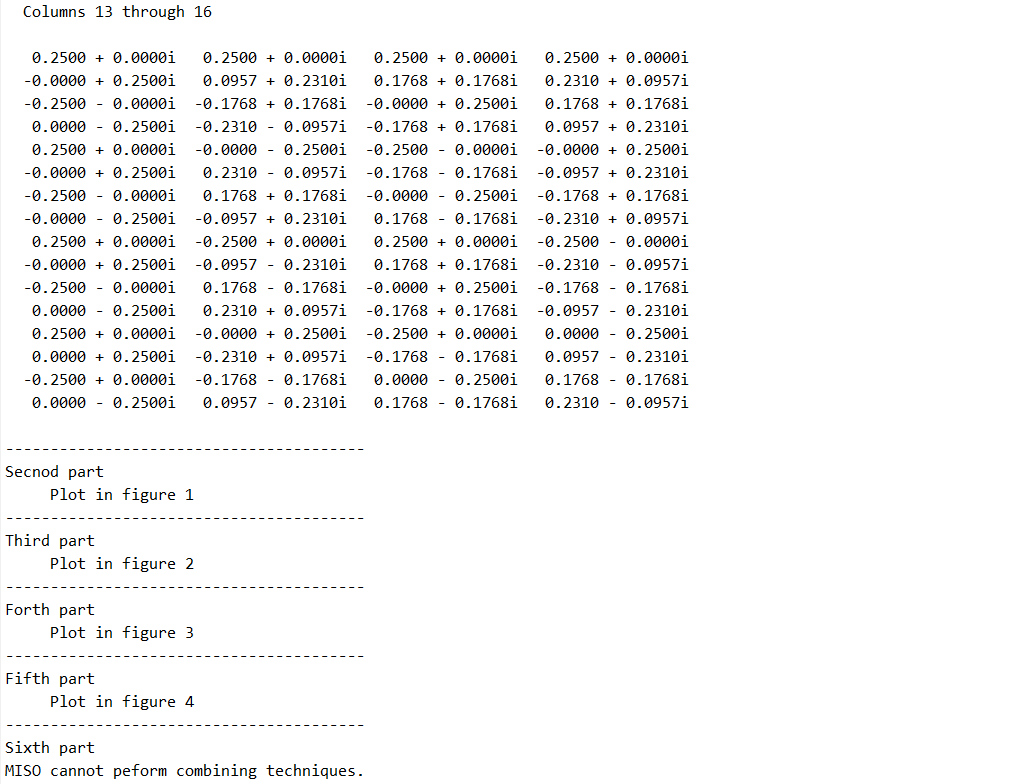 Columns 13 through 16
0.2500 + 0.0000i 0.2500 + 0.0000i 0.2500 + 0.0000i 0.2500 + 0.0000i
-0.0000 + 0.2500i 0.0957 + 0.2310i 0.1768 + 0.1768i 0.2310 + 0.0957i
-0.2500 - 0.0000i -0.1768 + 0.1768i -0.0000 + 0.2500i 0.1768 + 0.1768i
0.0000 - 0.2500i -0.2310 - 0.0957i -0.1768 + 0.1768i 0.0957 + 0.2310i
0.2500 + 0.0000i -0.0000 - 0.2500i -0.2500 - 0.0000i -0.0000 + 0.2500i
-0.0000 + 0.2500i 0.2310 - 0.0957i -0.1768 - 0.1768i -0.0957 + 0.2310i
-0.2500 - 0.0000i 0.1768 + 0.1768i -0.0000 - 0.2500i -0.1768 + 0.1768i
-0.0000 - 0.2500i -0.0957 + 0.2310i 0.1768 - 0.1768i -0.2310 + 0.0957i
0.2500 + 0.0000i -0.2500 + 0.0000i 0.2500 + 0.0000i -0.2500 - 0.0000i
-0.0000 + 0.2500i -0.0957 - 0.2310i 0.1768 + 0.1768i -0.2310 - 0.0957i
-0.2500 - 0.0000i 0.1768 - 0.1768i -0.0000 + 0.2500i -0.1768 - 0.1768i
0.0000 - 0.2500i 0.2310 + 0.0957i -0.1768 + 0.1768i -0.0957 - 0.2310i
0.2500 + 0.0000i -0.0000 + 0.2500i -0.2500 + 0.0000i 0.0000 - 0.2500i
0.0000 + 0.2500i -0.2310 + 0.0957i -0.1768 - 0.1768i 0.0957 - 0.2310i
-0.2500 + 0.0000i -0.1768 - 0.1768i 0.0000 - 0.2500i 0.1768 - 0.1768i
0.0000 - 0.2500i 0.0957 - 0.2310i 0.1768 - 0.1768i 0.2310 - 0.0957i
----------------------------------------
Secnod part
Plot in figure 1
----------------------------------------
Third part
Plot in figure 2
----------------------------------------
Forth part
Plot in figure 3
----------------------------------------
Fifth part
Plot in figure 4
----------------------------------------
Sixth part
MISO cannot peform combining techniques.